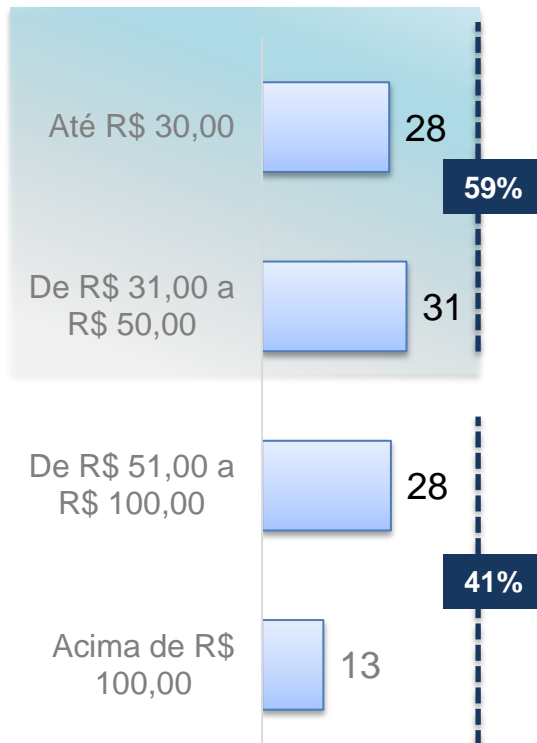 Até R$ 30,00
28
59%
De R$ 31,00 a
R$ 50,00
31
De R$ 51,00 a
R$ 100,00
28
41%
Acima de R$
100,00
13